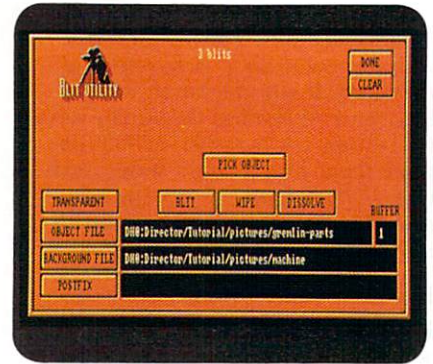 3 blits
DONE
CLEAR
BLIT UTILITY
PICK OBJECT
TRANSPARENT BLIT WIPE DISSOLVE BUFFER
OBJECT FILE DH0:Director/Tutorial/pictures/gremlin-parts 1
BACKGROUND FILE DH0:Director/Tutorial/pictures/machine
POSTFIX